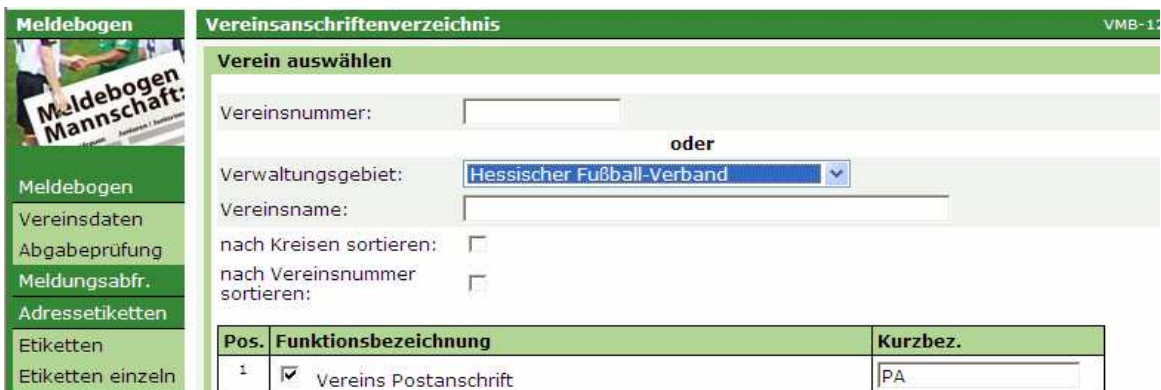 Meldebogen
Vereinsanschriftenverzeichnis
VMB-12
Meldebogen
Mannschaft:
Verein auswählen
Vereinsnummer:
oder
Verwaltungsgebiet: Hessischer Fußball-Verband
Vereinsname:
nach Kreisen sortieren:
nach Vereinsnummer
sortieren:
Meldebogen
Vereinsdaten
Abgabeprüfung
Meldungsabfr.
Adressetiketten
Etiketten
Etiketten einzeln
Pos. Funktionsbezeichnung Kurzbez.
1 Vereins Postanschrift PA